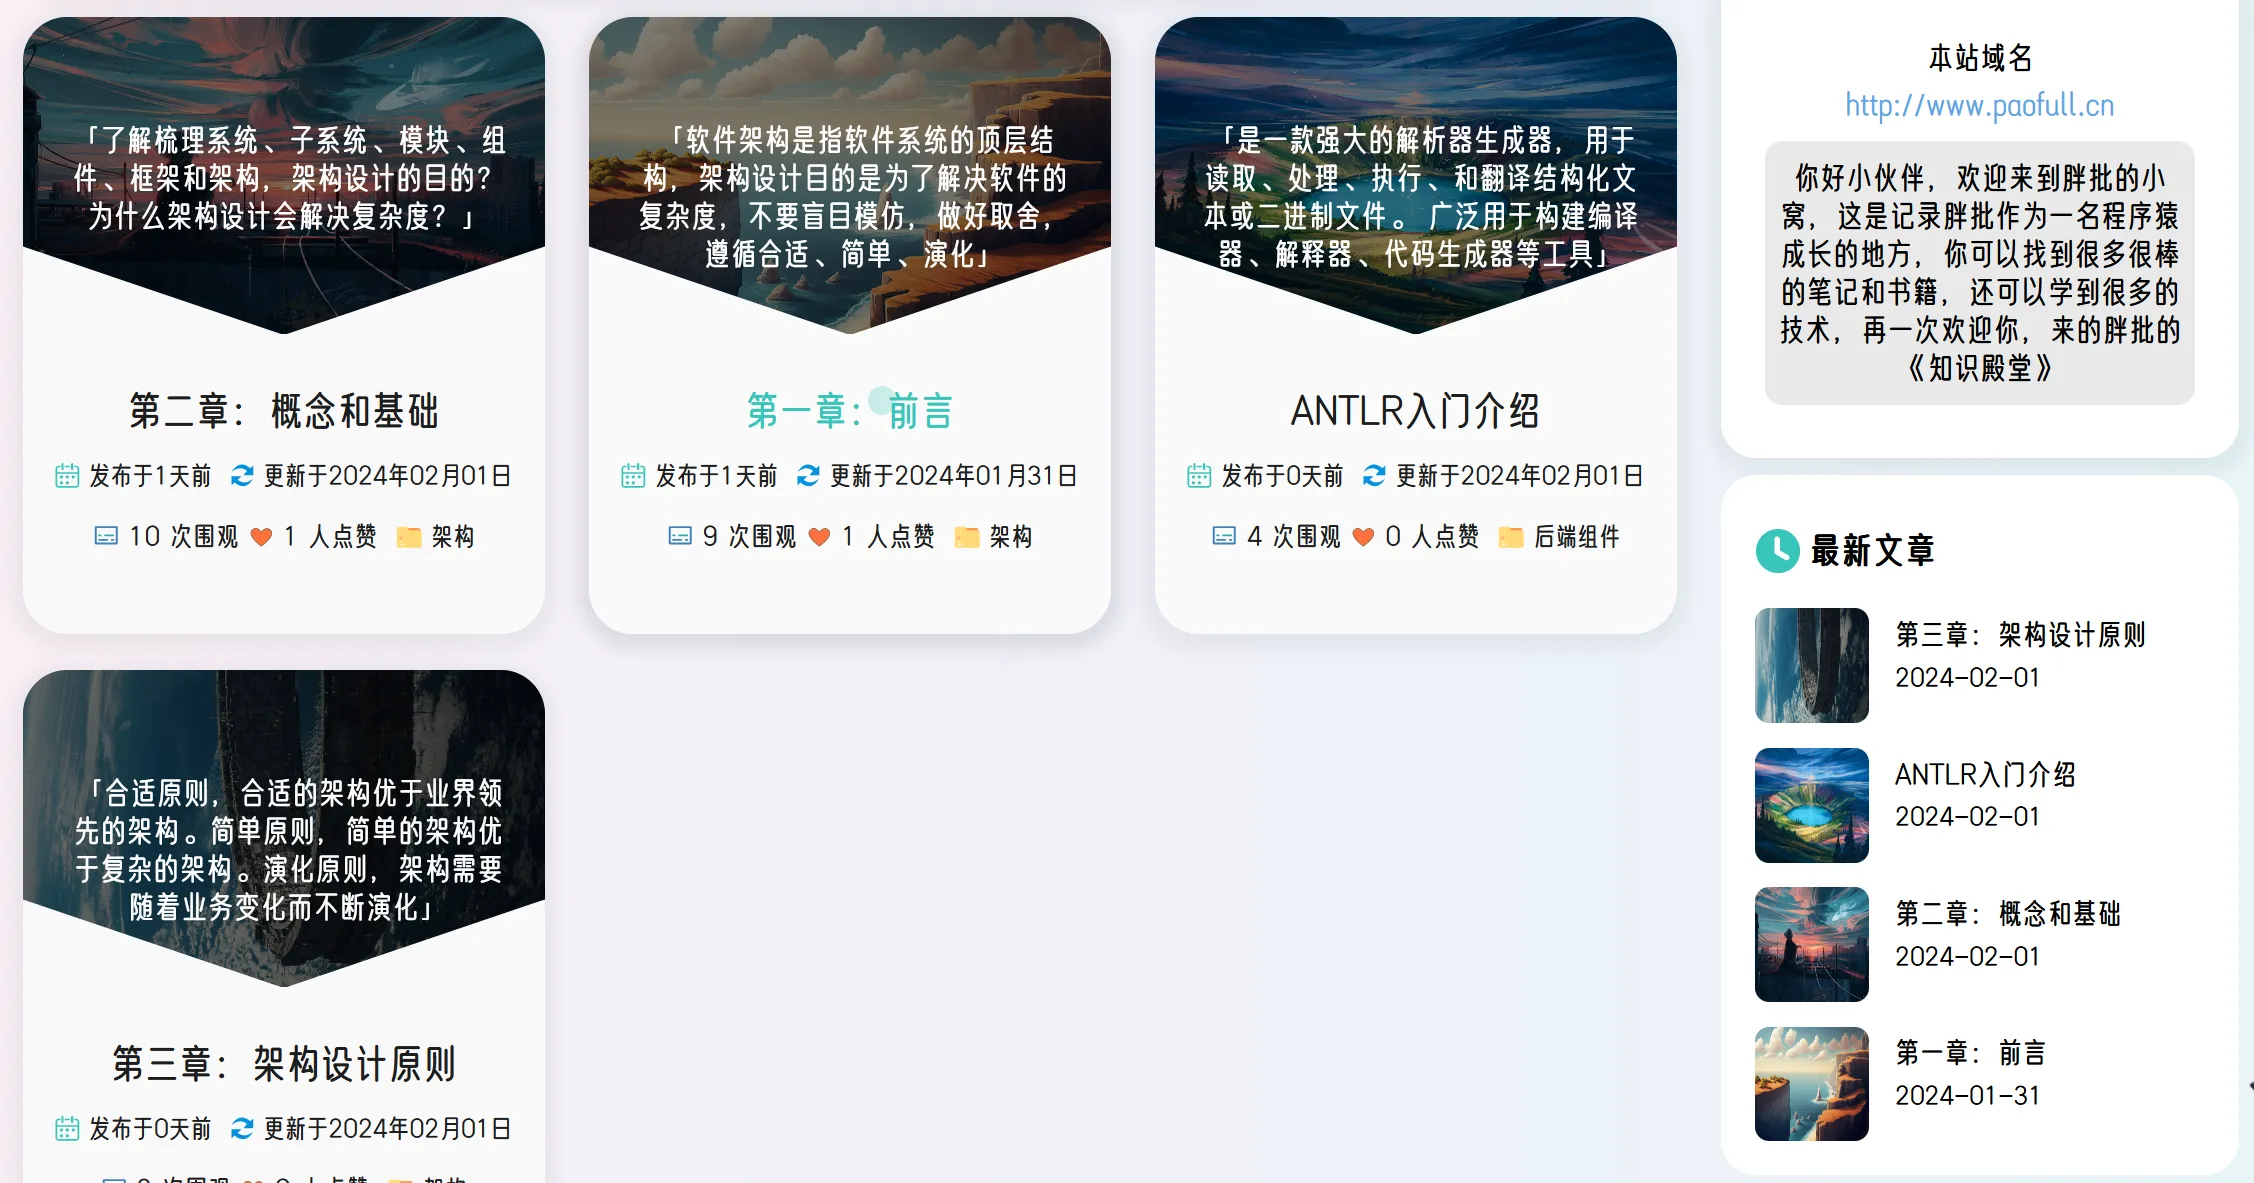 「了解梳理系统、子系统、模块、组
件、框架和架构，架构设计的目的？
为什么架构设计会解决复杂度？」
第二章：概念和基础
发布于1天前 更新于2024年02月01日
10 次围观 1 人点赞 架构
「软件架构是指软件系统的顶层结
构，架构设计目的是为了解决软件的
复杂度，不要盲目模仿，做好取舍，
遵循合适、简单、演化」
第一章：前言
发布于1天前 更新于2024年01月31日
9 次围观 1 人点赞 架构
「是一款强大的解析器生成器，用于
读取、处理、执行、和翻译结构化文
本或二进制文件。 广泛用于构建编译
器、解释器、代码生成器等工具」
ANTLR入门介绍
发布于0天前 更新于2024年02月01日
4 次围观 0 人点赞 后端组件
「合适原则，合适的架构优于业界领
先的架构。简单原则，简单的架构优
于复杂的架构。演化原则，架构需要
随着业务变化而不断演化」
第三章：架构设计原则
发布于0天前 更新于2024年02月01日
次围观 人点赞 架构
本站域名
http://www.paofull.cn
你好小伙伴，欢迎来到胖批的小
窝，这是记录胖批作为一名程序猿
成长的地方，你可以找到很多很棒
的笔记和书籍，还可以学到很多的
技术，再一次欢迎你，来的胖批的
《知识殿堂》
最新文章
第三章：架构设计原则
2024-02-01
ANTLR入门介绍
2024-02-01
第二章：概念和基础
2024-02-01
第一章：前言
2024-01-31